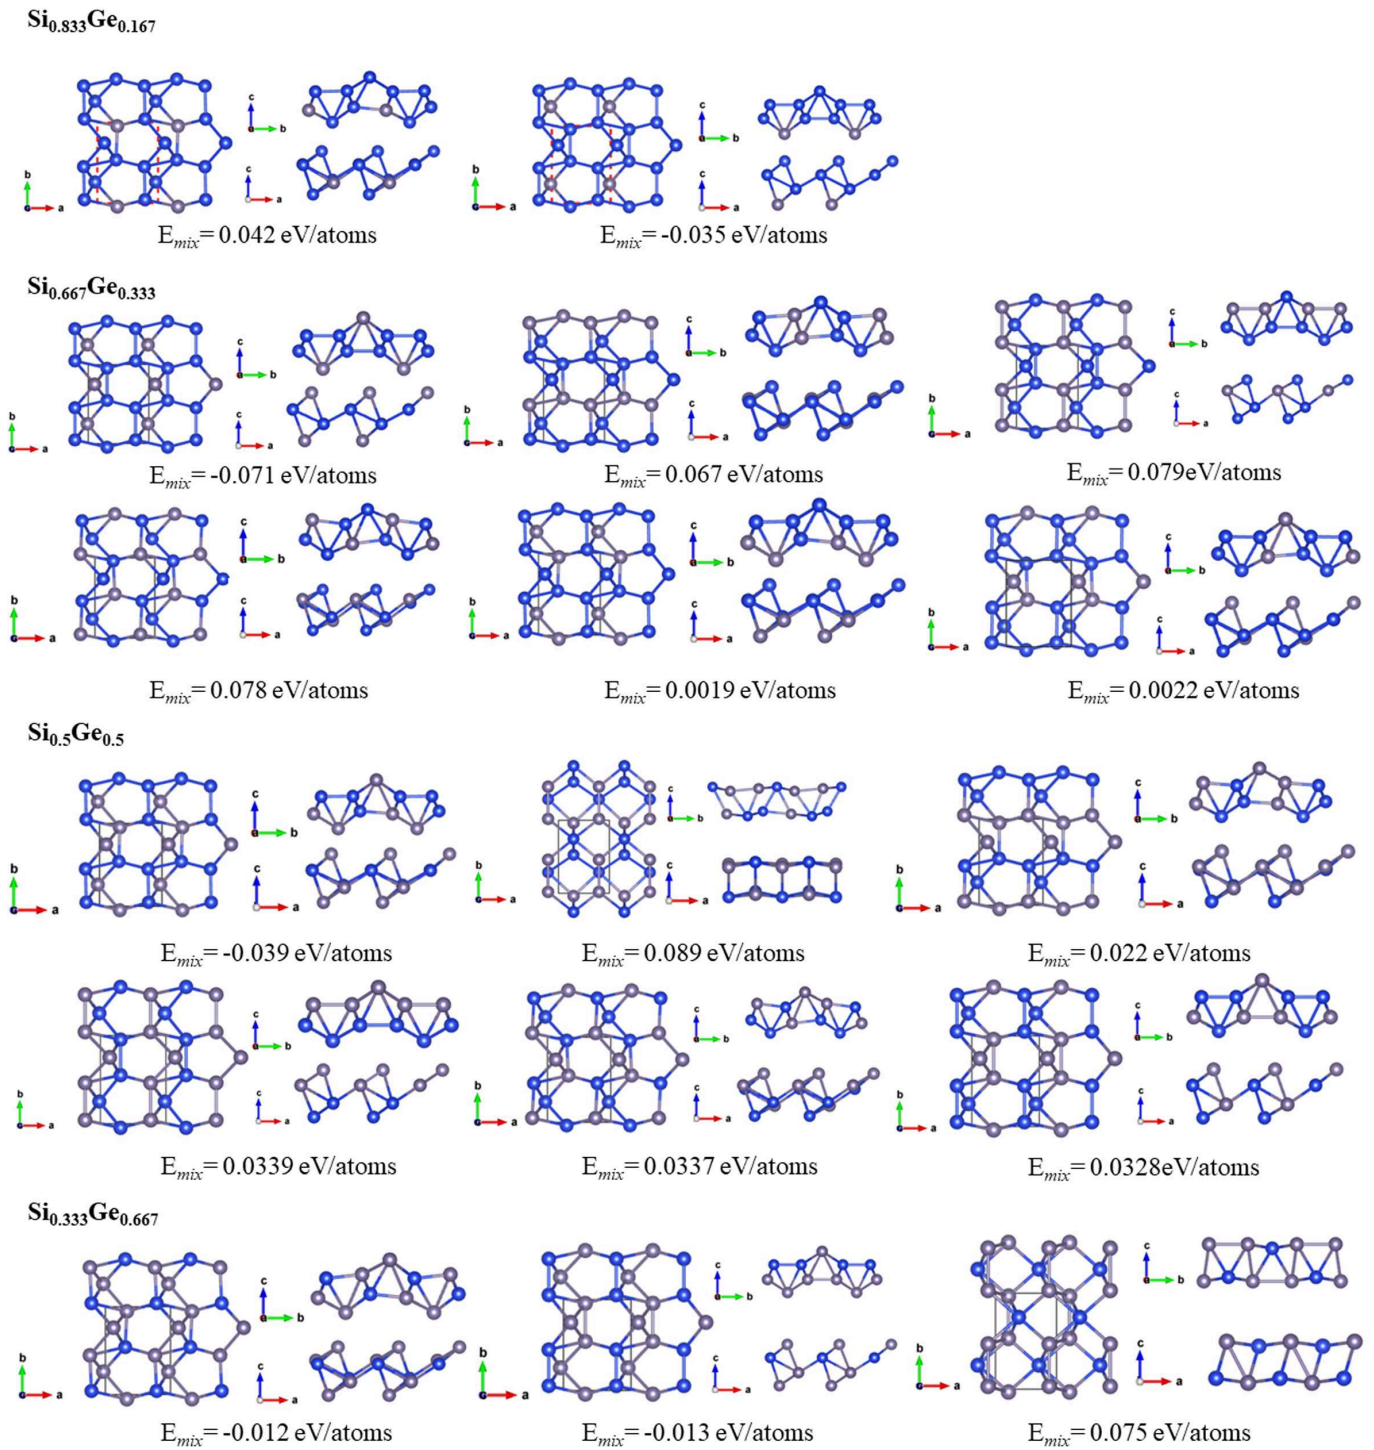 Si0.833Ge0.167
c
b
c
b
a
a
c
b
c
b
a
a
Emix= 0.042 eV/atoms
Emix= -0.035 eV/atoms
Si0.667Ge0.333
c
b
c
b
a
a
c
b
c
b
a
a
c
b
c
b
a
a
Emix= -0.071 eV/atoms
Emix= 0.067 eV/atoms
Emix= 0.079eV/atoms
c
b
c
b
a
a
c
b
c
b
a
a
c
b
c
b
a
a
Emix= 0.078 eV/atoms
Emix= 0.0019 eV/atoms
Emix= 0.0022 eV/atoms
Si0.5Ge0.5
c
b
c
b
a
a
c
b
c
b
a
a
c
b
c
b
a
a
Emix= -0.039 eV/atoms
Emix= 0.089 eV/atoms
Emix= 0.022 eV/atoms
c
b
c
b
a
a
c
b
c
b
a
a
c
b
c
b
a
a
Emix= 0.0339 eV/atoms
Emix= 0.0337 eV/atoms
Emix= 0.0328eV/atoms
Si0.333Ge0.667
c
b
c
b
a
a
c
b
c
b
a
a
c
b
c
b
a
a
Emix= -0.012 eV/atoms
Emix= -0.013 eV/atoms
Emix= 0.075 eV/atoms